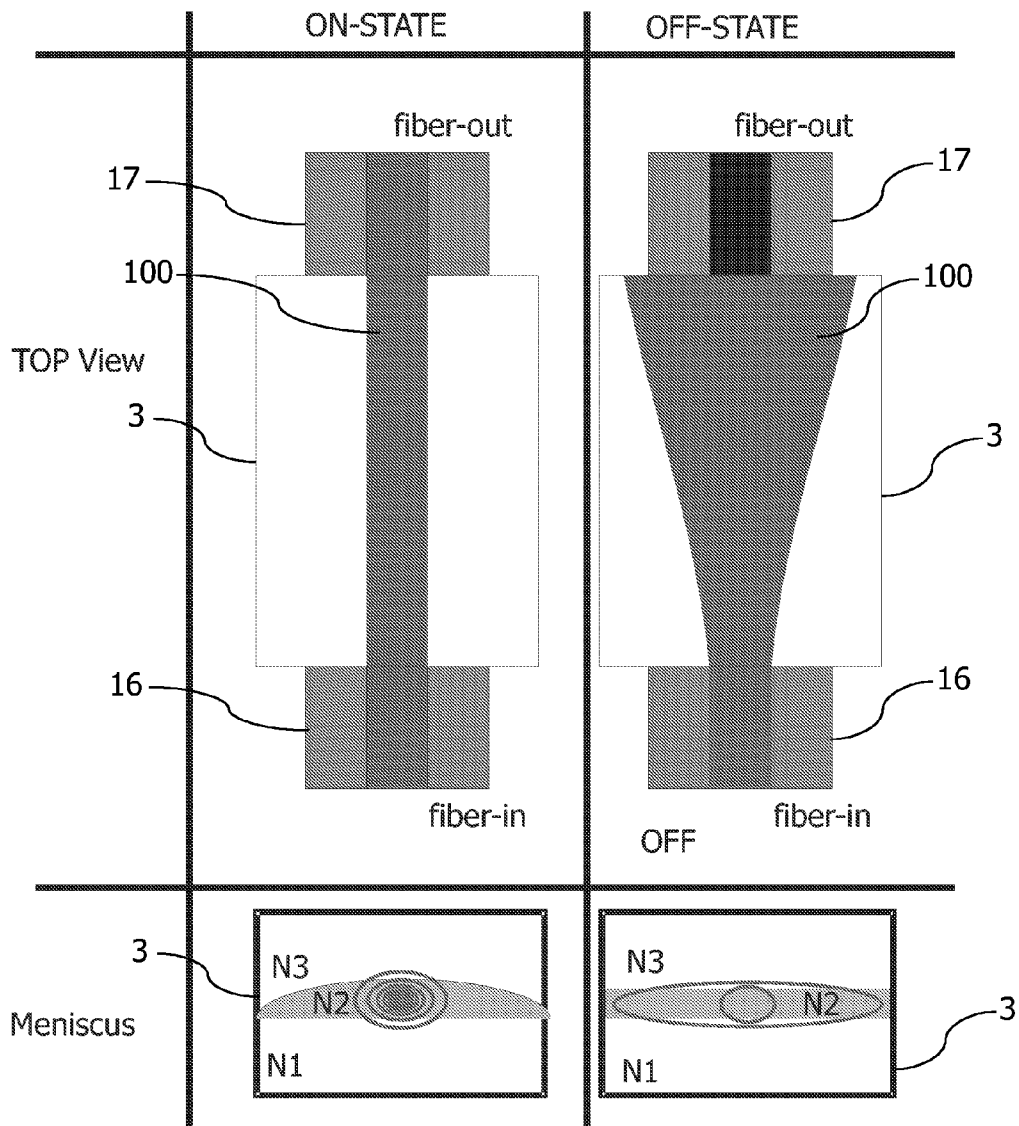 ON-STATE
OFF-STATE
fiber-out
fiber-out
17
17
100
100
TOP View
3
3
16
16
fiber-in
fiber-in
OFF
3
N3
N3
N2
N2
Meniscus
3
N1
N1